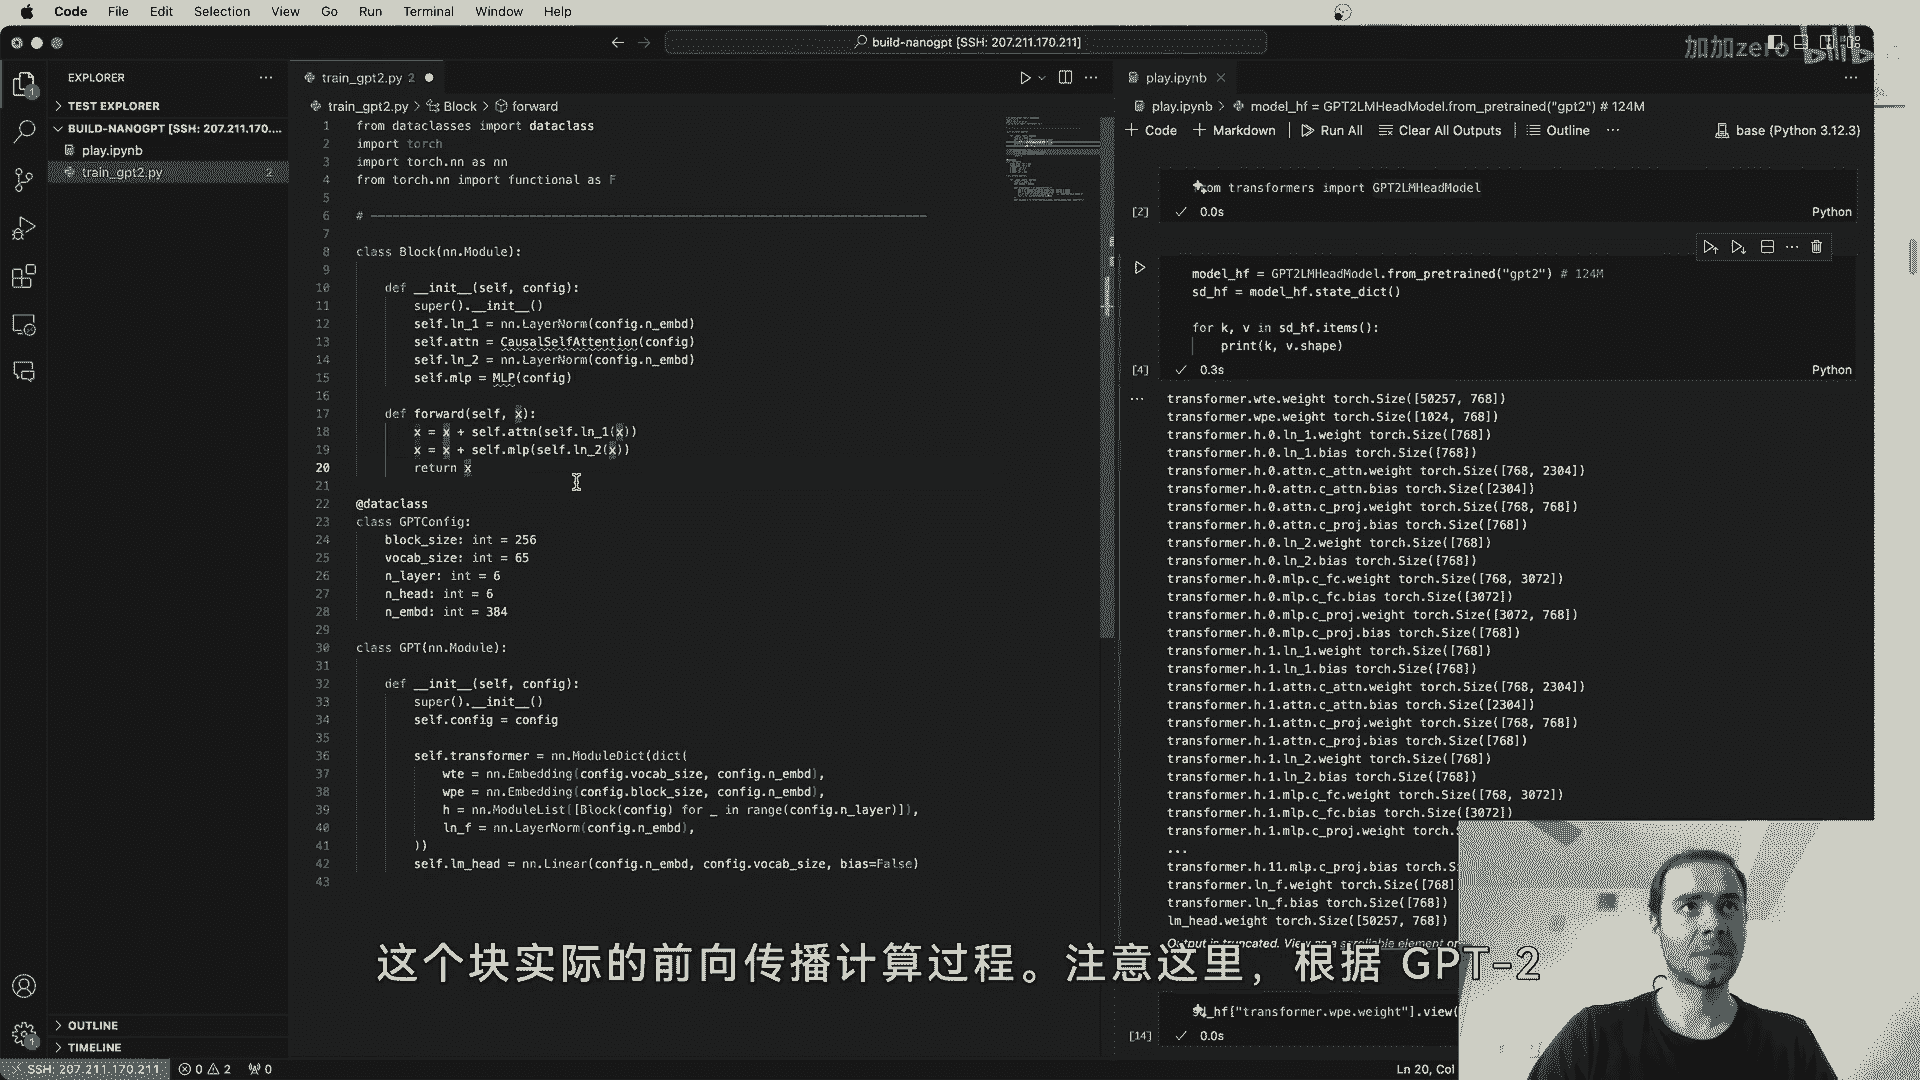 Code File Edit Selection View Go Run Terminal Window Help
build-nanogpt [SSH: 207.211.170.211]
加加zero
bilib
EXPLORER
TEST EXPLORER
BUILD-NANOGPT [SSH: 207.211.170....
play.ipynb
train_gpt2.py 2
OUTLINE
TIMELINE
train_gpt2.py 2
train_gpt2.py > Block > forward
1 from dataclasses import dataclass
2 import torch
3 import torch.nn as nn
4 from torch.nn import functional as F
5
6 # -----------------------------------------------------------------------------
7
8 class Block(nn.Module):
9
10 def __init__(self, config):
11 super().__init__()
12 self.ln_1 = nn.LayerNorm(config.n_embd)
13 self.attn = CausalSelfAttention(config)
14 self.ln_2 = nn.LayerNorm(config.n_embd)
15 self.mlp = MLP(config)
16
17 def forward(self, x):
18 x = x + self.attn(self.ln_1(x))
19 x = x + self.mlp(self.ln_2(x))
20 return x
21
22 @dataclass
23 class GPTConfig:
24 block_size: int = 256
25 vocab_size: int = 65
26 n_layer: int = 6
27 n_head: int = 6
28 n_embd: int = 384
29
30 class GPT(nn.Module):
31
32 def __init__(self, config):
33 super().__init__()
34 self.config = config
35
36 self.transformer = nn.ModuleDict(dict(
37 wte = nn.Embedding(config.vocab_size, config.n_embd),
38 wpe = nn.Embedding(config.block_size, config.n_embd),
39 h = nn.ModuleList([Block(config) for _ in range(config.n_layer)]),
40 ln_f = nn.LayerNorm(config.n_embd),
41 ))
42 self.lm_head = nn.Linear(config.n_embd, config.vocab_size, bias=False)
43
play.ipynb
play.ipynb > model_hf = GPT2LMHeadModel.from_pretrained("gpt2") # 124M
+ Code + Markdown Run All Clear All Outputs Outline ... base (Python 3.12.3)
om transformers import GPT2LMHeadModel
[2] 0.0s Python
model_hf = GPT2LMHeadModel.from_pretrained("gpt2") # 124M
sd_hf = model_hf.state_dict()
for k, v in sd_hf.items():
print(k, v.shape)
[4] 0.3s Python
transformer.wte.weight torch.Size([50257, 768])
transformer.wpe.weight torch.Size([1024, 768])
transformer.h.0.ln_1.weight torch.Size([768])
transformer.h.0.ln_1.bias torch.Size([768])
transformer.h.0.attn.c_attn.weight torch.Size([768, 2304])
transformer.h.0.attn.c_attn.bias torch.Size([2304])
transformer.h.0.attn.c_proj.weight torch.Size([768, 768])
transformer.h.0.attn.c_proj.bias torch.Size([768])
transformer.h.0.ln_2.weight torch.Size([768])
transformer.h.0.ln_2.bias torch.Size([768])
transformer.h.0.mlp.c_fc.weight torch.Size([768, 3072])
transformer.h.0.mlp.c_fc.bias torch.Size([3072])
transformer.h.0.mlp.c_proj.weight torch.Size([3072, 768])
transformer.h.0.mlp.c_proj.bias torch.Size([768])
transformer.h.1.ln_1.weight torch.Size([768])
transformer.h.1.ln_1.bias torch.Size([768])
transformer.h.1.attn.c_attn.weight torch.Size([768, 2304])
transformer.h.1.attn.c_attn.bias torch.Size([2304])
transformer.h.1.attn.c_proj.weight torch.Size([768, 768])
transformer.h.1.attn.c_proj.bias torch.Size([768])
transformer.h.1.ln_2.weight torch.Size([768])
transformer.h.1.ln_2.bias torch.Size([768])
transformer.h.1.mlp.c_fc.weight torch.Size([768, 3072])
transformer.h.1.mlp.c_fc.bias torch.Size([3072])
transformer.h.1.mlp.c_proj.weight torch.
...
transformer.h.11.mlp.c_proj.bias torch.S
transformer.ln_f.weight torch.Size([768]
transformer.ln_f.bias torch.Size([768])
lm_head.weight torch.Size([50257, 768])
Output is truncated. View as a scrollable element or
_hf["transformer.wpe.weight"].view(
[14] 0.0s
这个块实际的前向传播计算过程。注意这里，根据 GPT-2
SSH: 207.211.170.211 0 2 0 Ln 20, Col